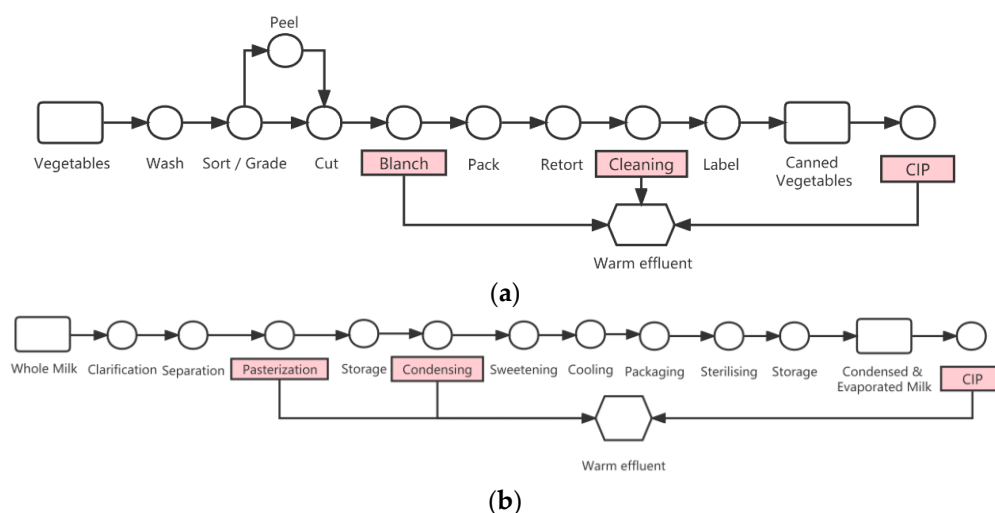 Peel
Vegetables
Wash
Sort / Grade
Cut
Blanch
Pack
Retort
Cleaning
Label
Canned
Vegetables
CIP
Warm effluent
(a)
Whole Milk
Clarification
Separation
Pasterization
Storage
Condensing
Sweetening
Cooling
Packaging
Sterilising
Storage
Condensed &
Evaporated Milk
CIP
Warm effluent
(b)